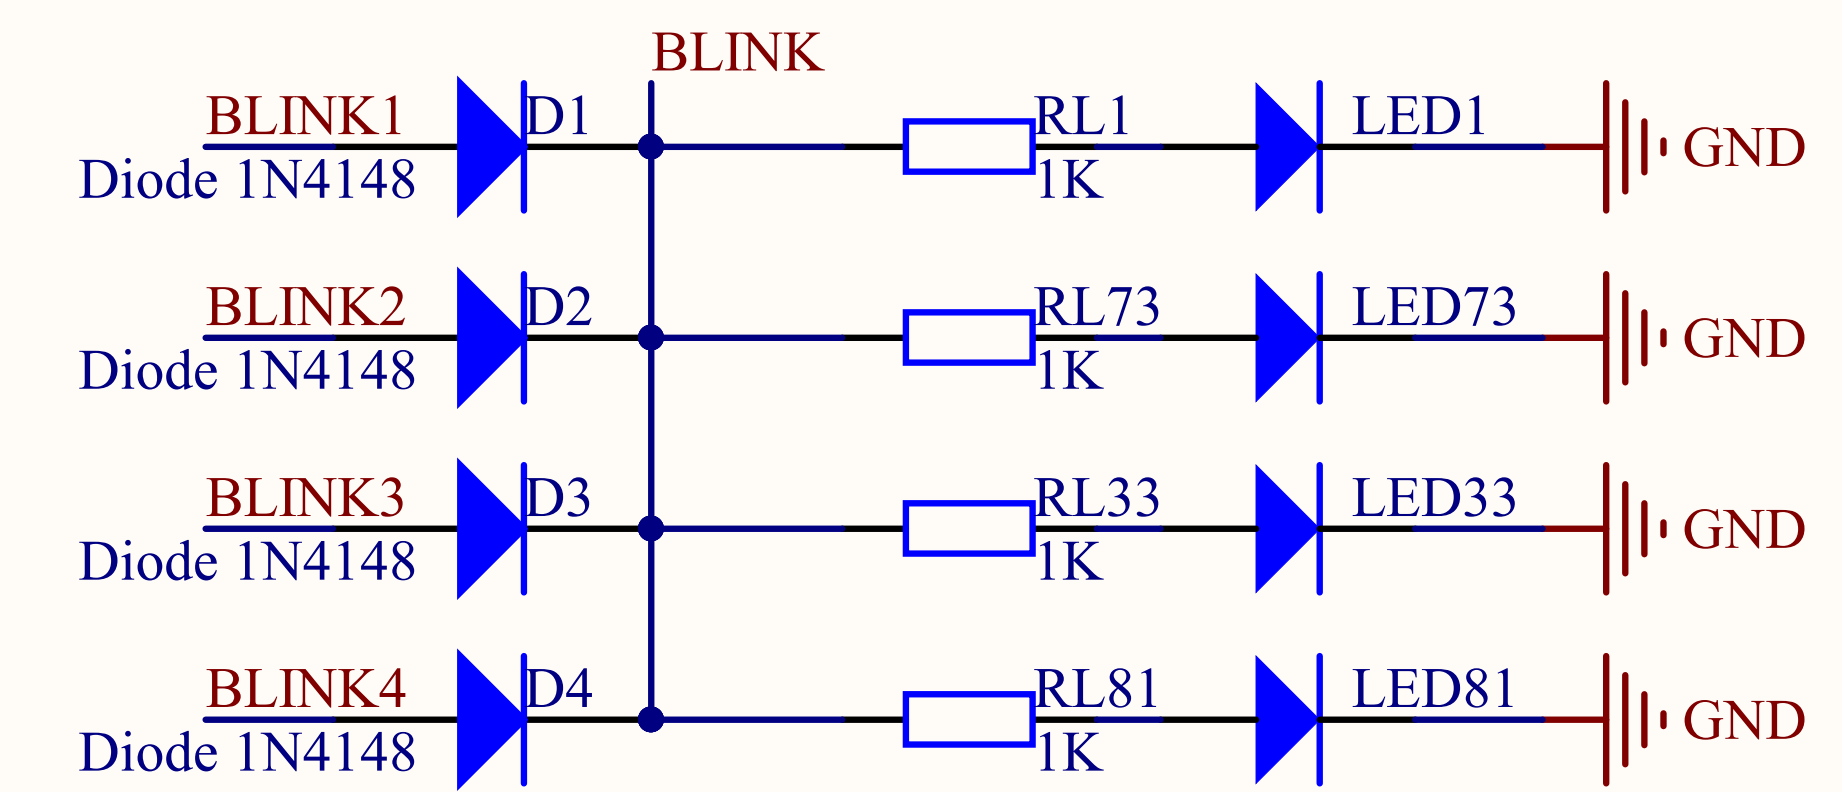 BLINK
BLINK1 D1 RL1 LED1
Diode 1N4148 1K GND
BLINK2 D2 RL73 LED73
Diode 1N4148 1K GND
BLINK3 D3 RL33 LED33
Diode 1N4148 1K GND
BLINK4 D4 RL81 LED81
Diode 1N4148 1K GND